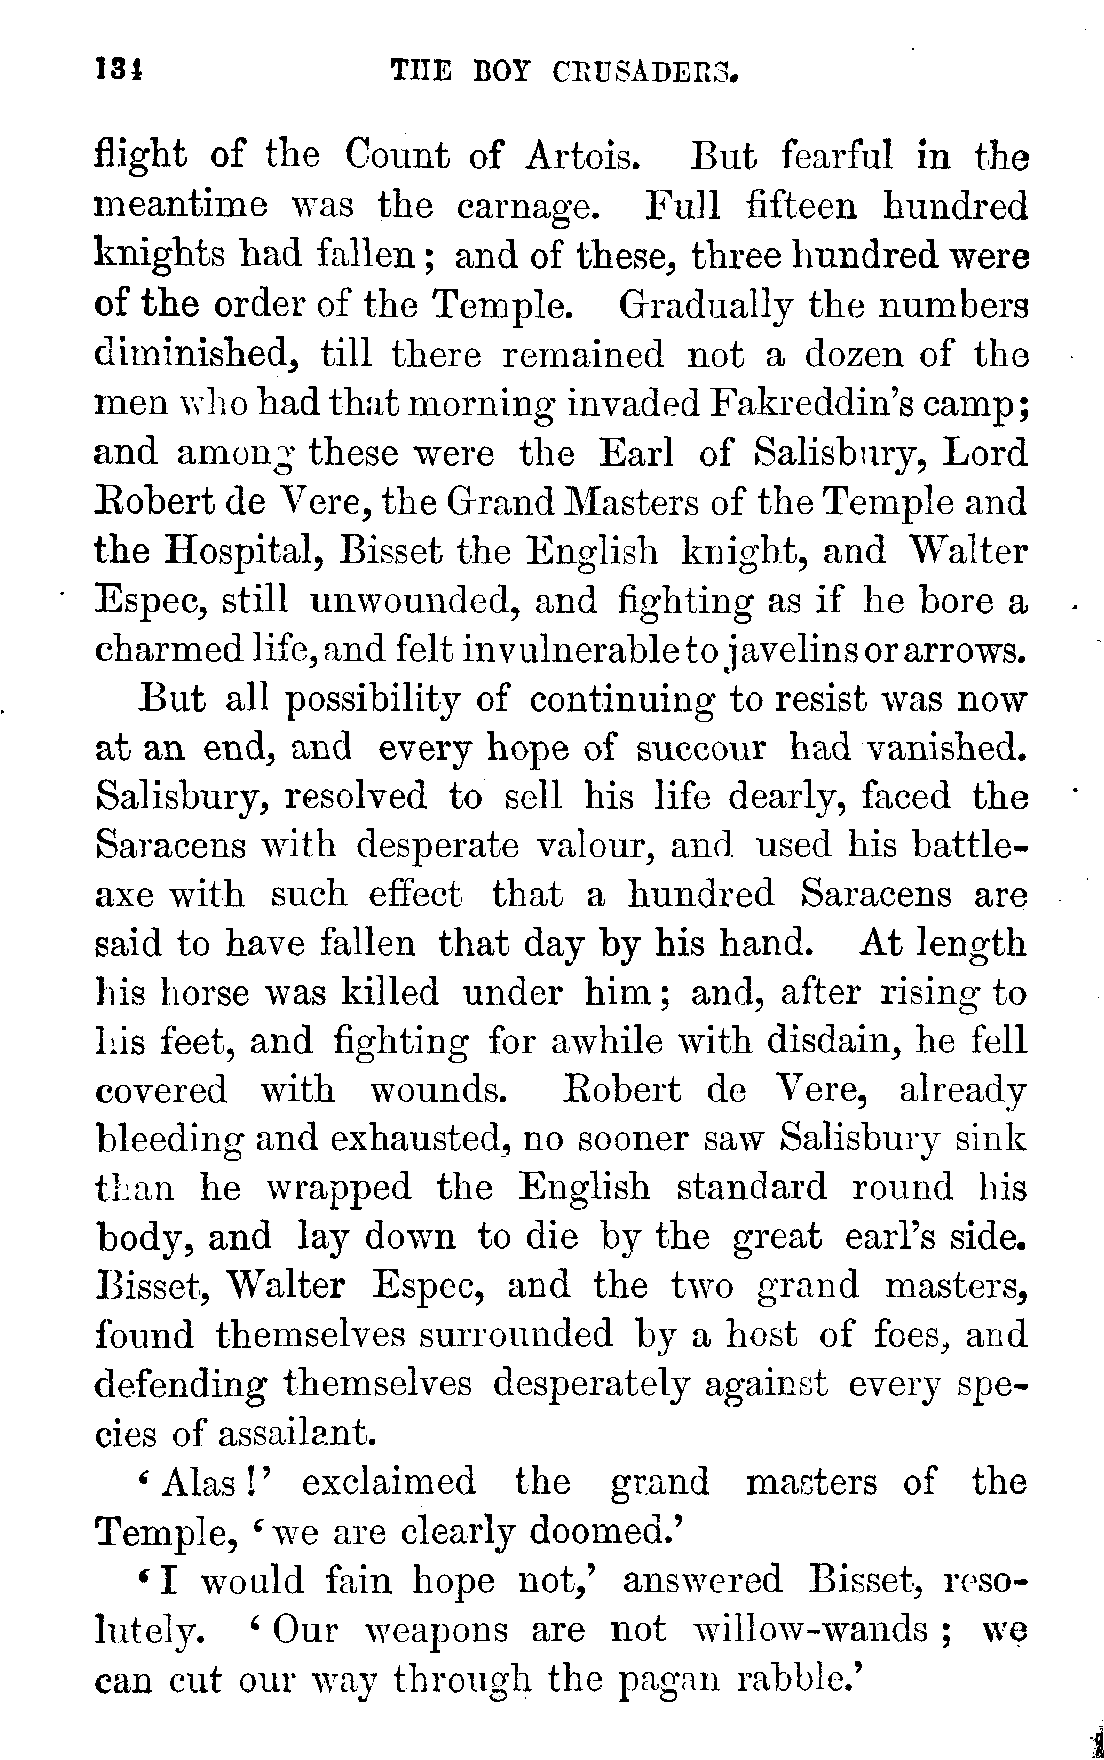 134 THE BOY CRUSADERS.
flight of the Count of Artois. But fearful in the
meantime was the carnage. Full fifteen hundred
knights had fallen; and of these, three hundred were
of the order of the Temple. Gradually the numbers
diminished, till there remained not a dozen of the
men who had that morning invaded Fakreddin's camp;
and among these were the Earl of Salisbury, Lord
Robert de Vere, the Grand Masters of the Temple and
the Hospital, Bisset the English knight, and Walter
Espec, still unwounded, and fighting as if he bore a
charmed life, and felt invulnerable to javelins or arrows.
But all possibility of continuing to resist was now
at an end, and every hope of succour had vanished.
Salisbury, resolved to sell his life dearly, faced the
Saracens with desperate valour, and used his battle-
axe with such effect that a hundred Saracens are
said to have fallen that day by his hand. At length
his horse was killed under him; and, after rising to
his feet, and fighting for awhile with disdain, he fell
covered with wounds. Robert de Vere, already
bleeding and exhausted, no sooner saw Salisbury sink
than he wrapped the English standard round his
body, and lay down to die by the great earl's side.
Bisset, Walter Espec, and the two grand masters,
found themselves surrounded by a host of foes, and
defending themselves desperately against every spe-
cies of assailant.
'Alas!' exclaimed the grand masters of the
Temple, 'we are clearly doomed.'
'I would fain hope not,' answered Bisset, reso-
lutely. 'Our weapons are not willow-wands; we
can cut our way through the pagan rabble.'